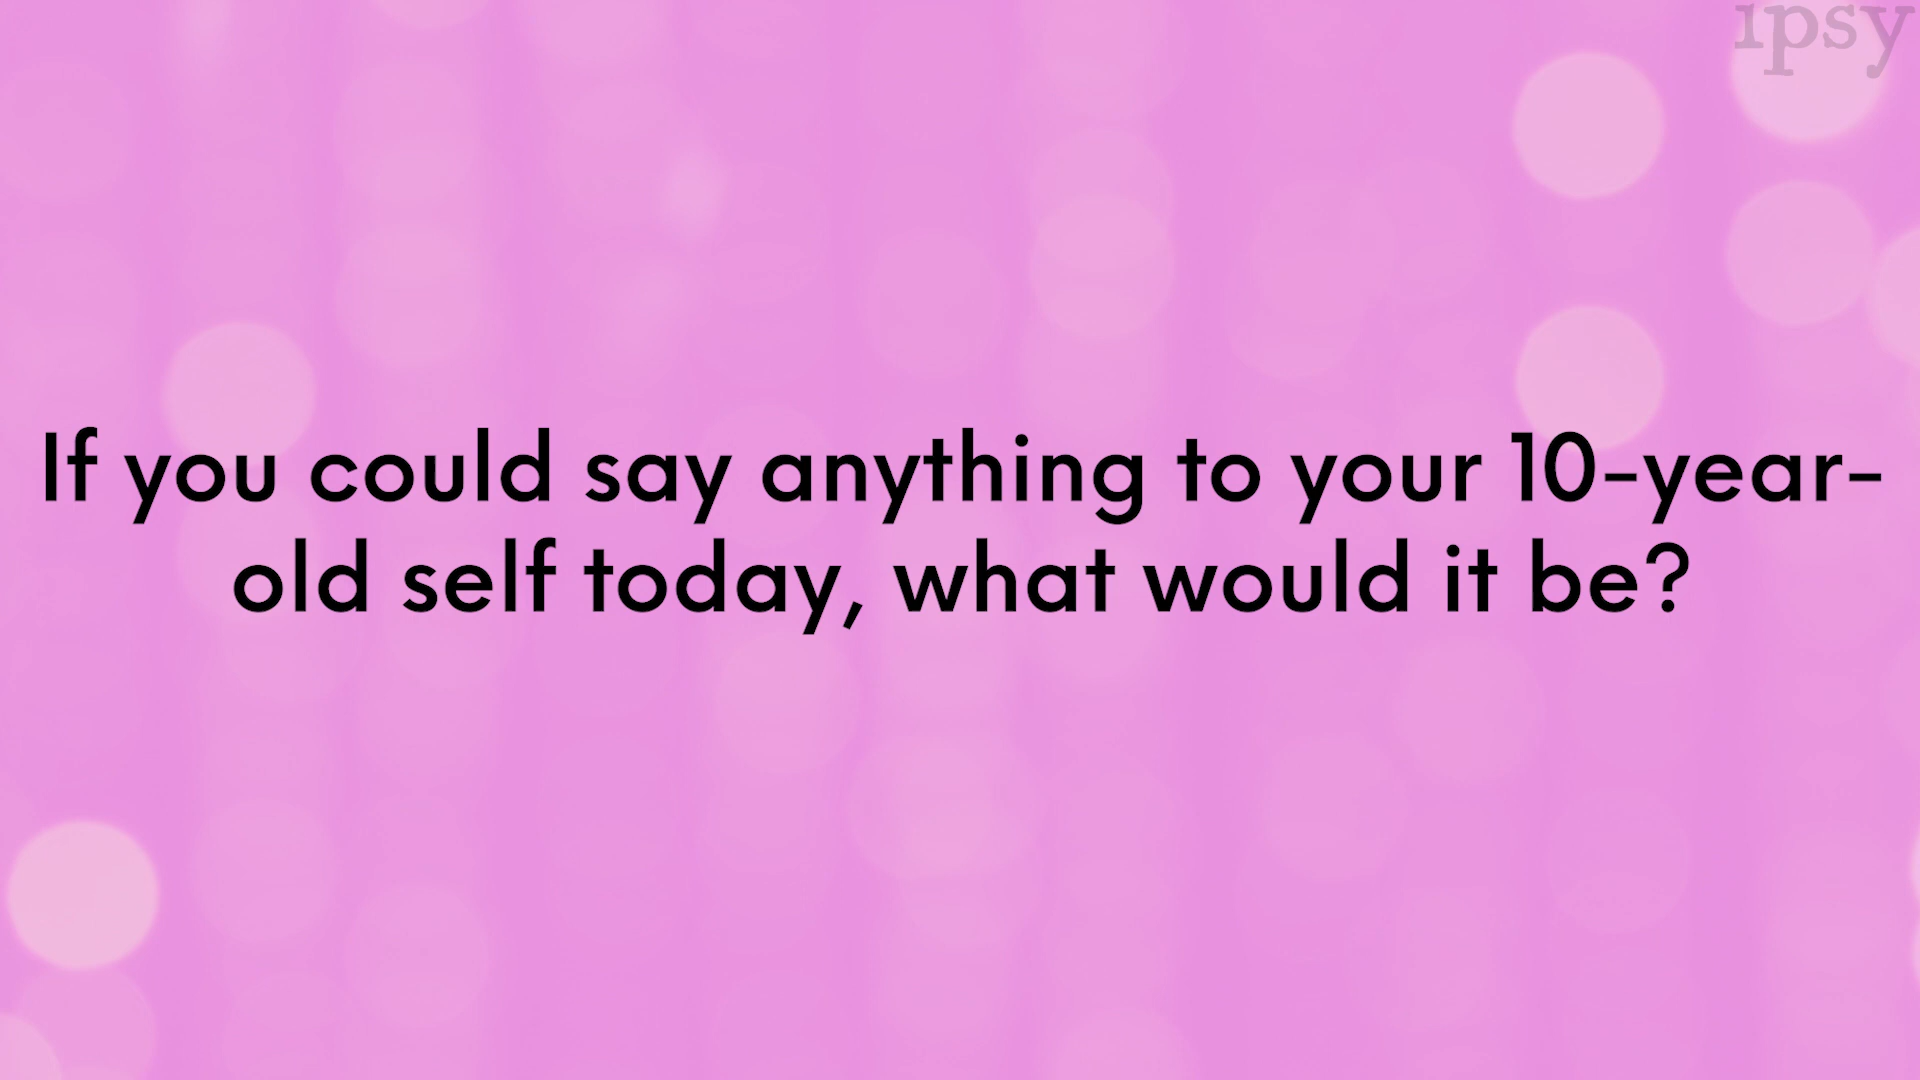 ipsy
If you could say anything to your 10-year-
old self today, what would it be?